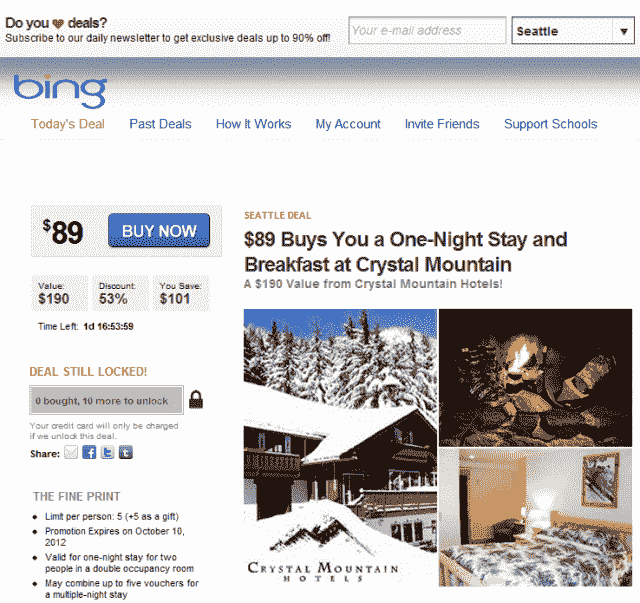 Do you deals?
Subscribe to our daily newsletter to get exclusive deals up to 90% off!
Your e-mail address
Seattle
bing
Today's Deal Past Deals How It Works My Account Invite Friends Support Schools
$89 BUY NOW
Value: Discount: You Save:
$190 53% $101
Time Left: 1d 16:53:59
DEAL STILL LOCKED!
0 bought, 10 more to unlock
Your credit card will only be charged
if we unlock this deal.
Share:
THE FINE PRINT
Limit per person: 5 (+5 as a gift)
Promotion Expires on October 10,
2012
Valid for one-night stay for two
people in a double occupancy room
May combine up to five vouchers for
a multiple-night stay
SEATTLE DEAL
$89 Buys You a One-Night Stay and
Breakfast at Crystal Mountain
A $190 Value from Crystal Mountain Hotels!
CRYSTAL MOUNTAIN
HOTELS